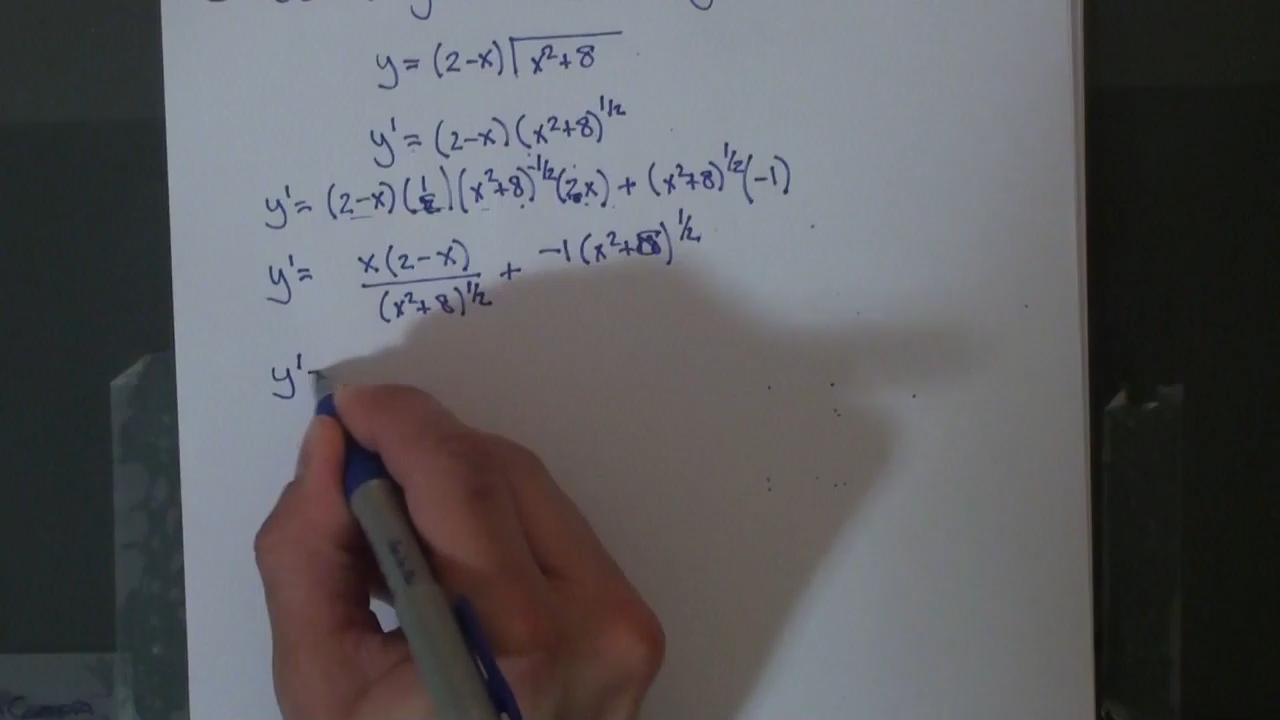 y = (2-x)√(x²+8)
y' = (2-x)(x²+8)^1/2
y' = (2-x)(1/2)(x²+8)^-1/2(2x) + (x²+8)^1/2(-1)
y' = x(2-x)/(x²+8)^1/2 + -1(x²+8)^1/2
y'